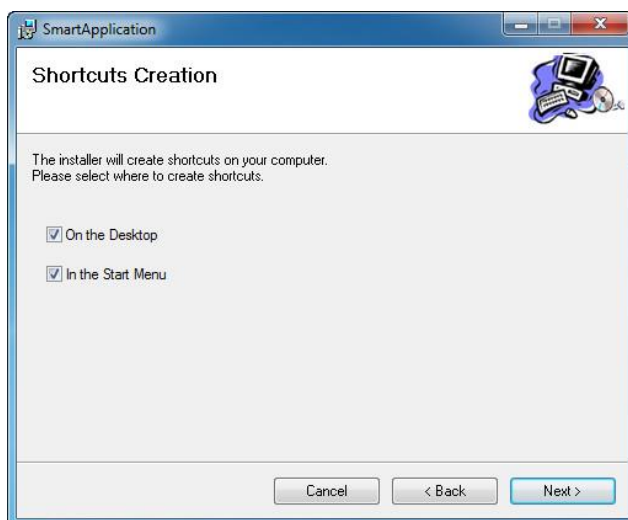 SmartApplication
Shortcuts Creation
The installer will create shortcuts on your computer.
Please select where to create shortcuts.
On the Desktop
In the Start Menu
Cancel
< Back
Next >